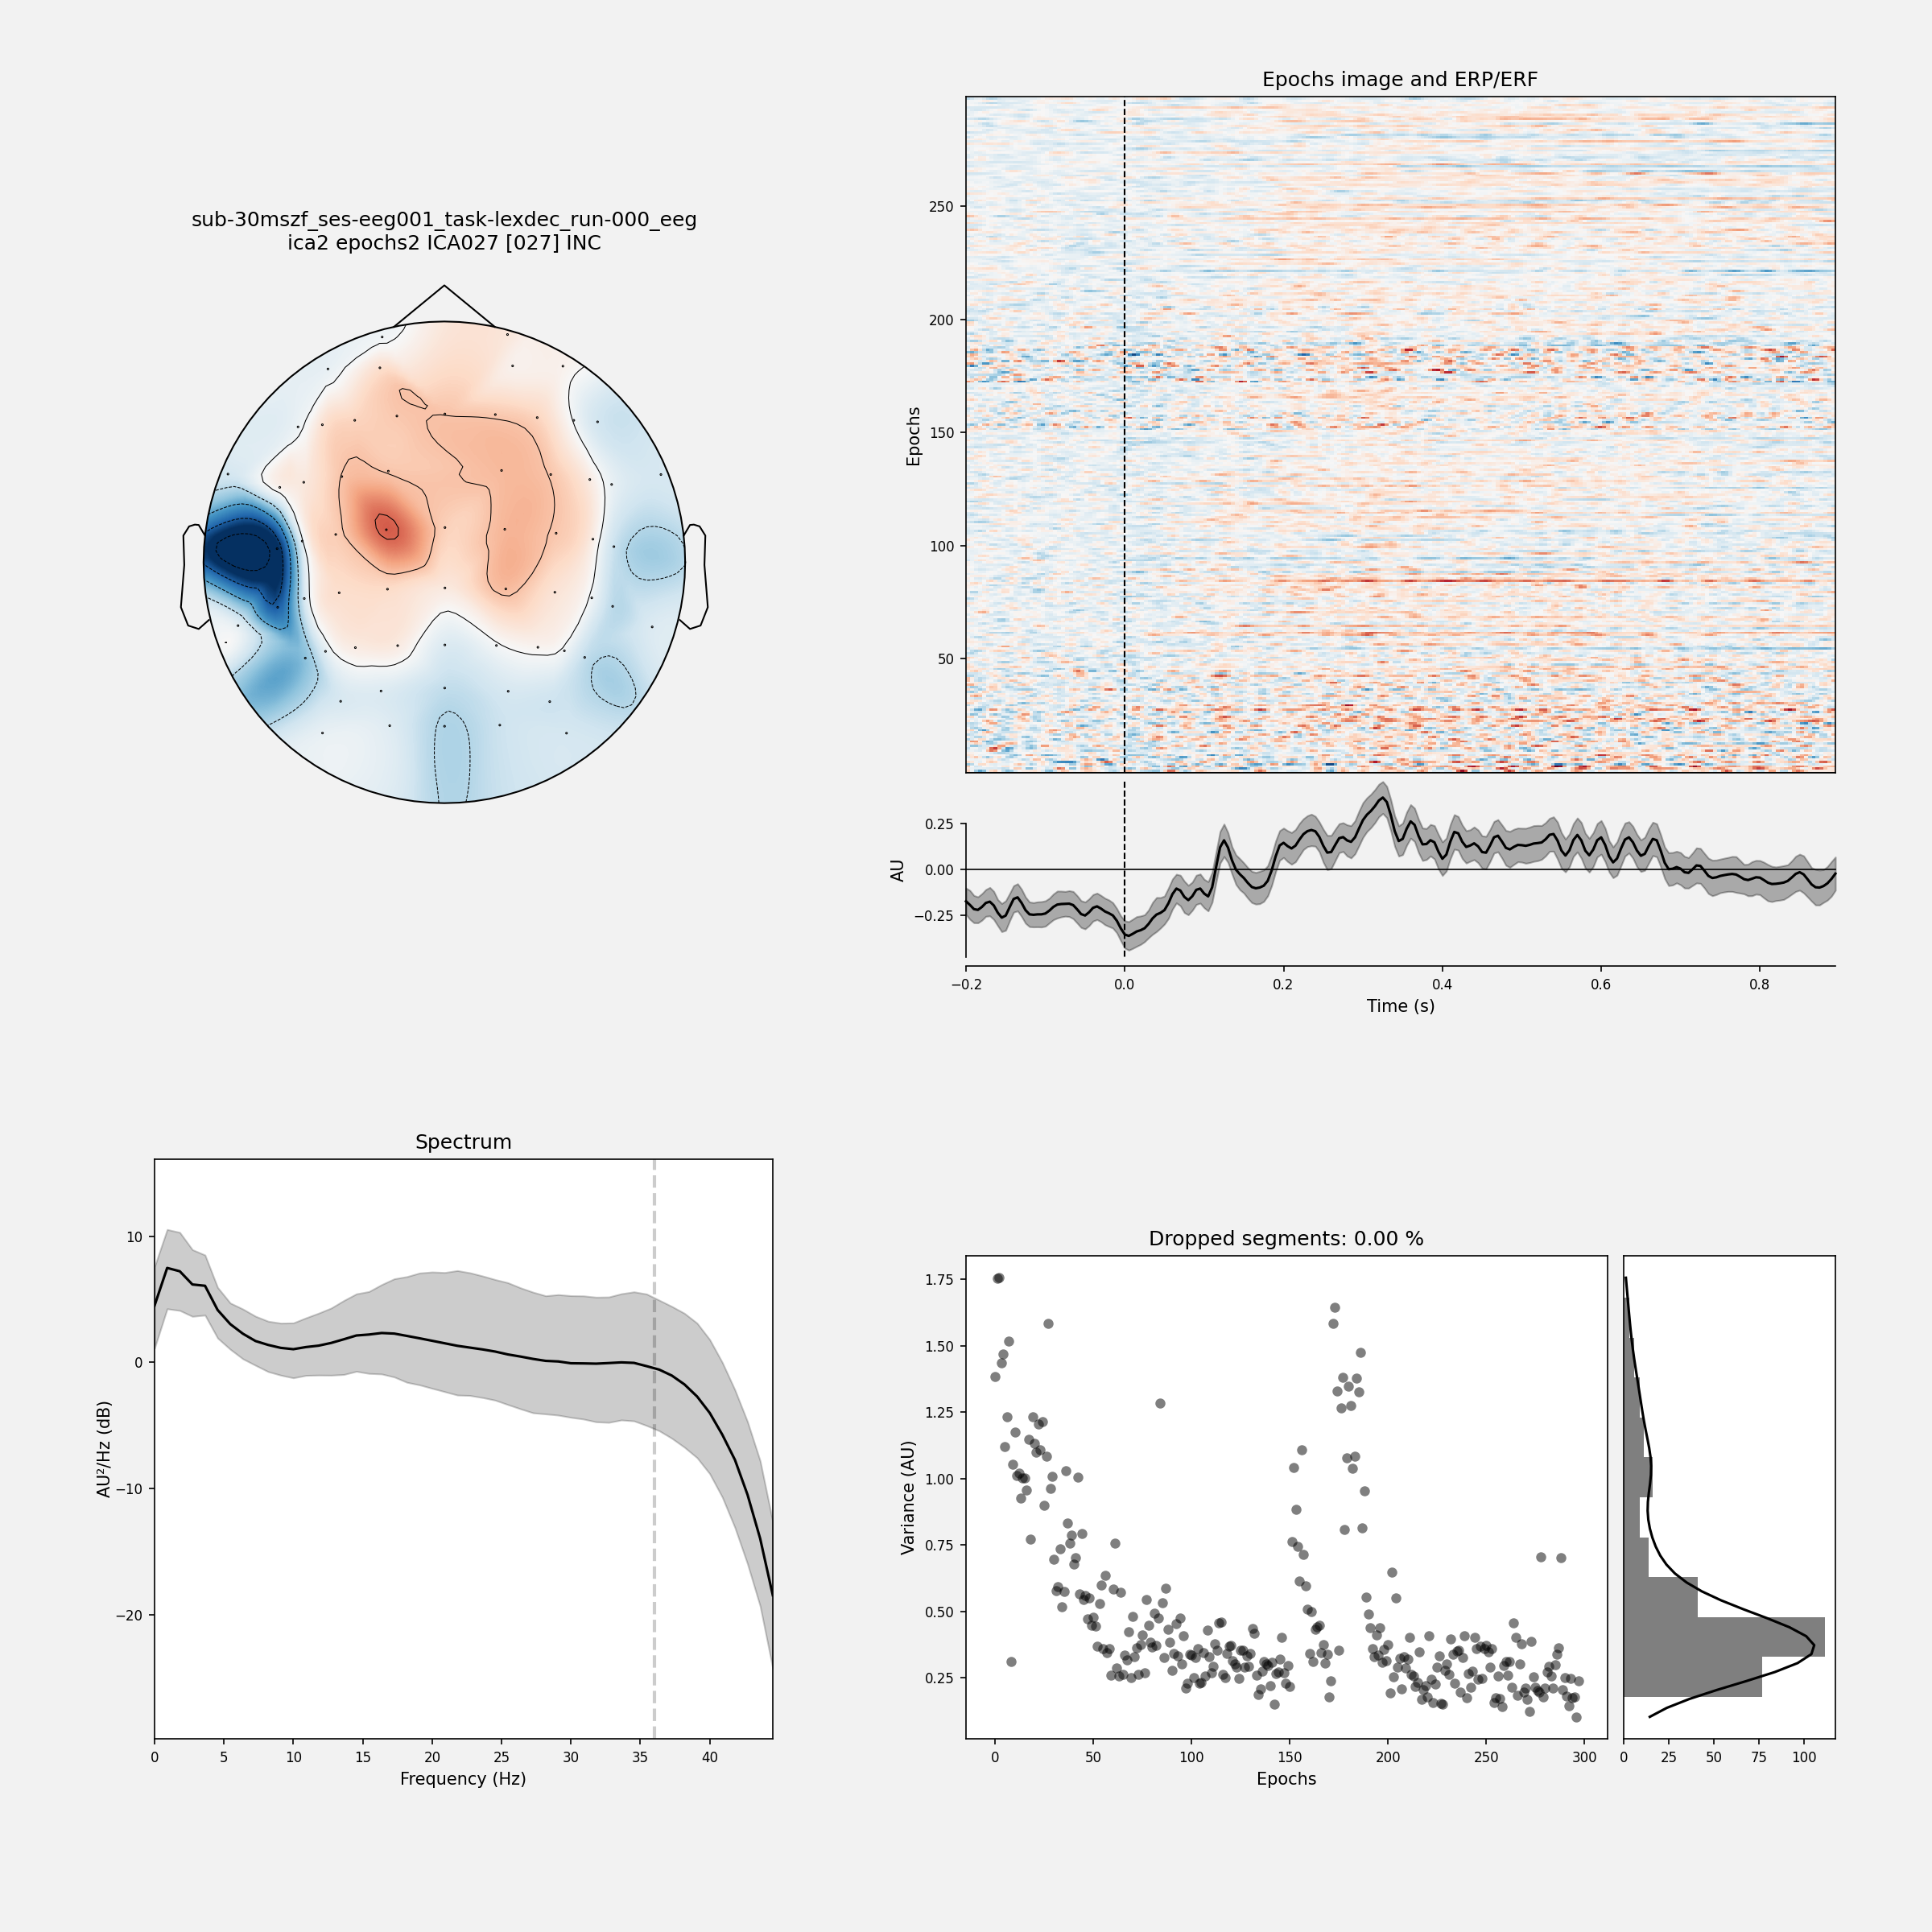 sub-30mszf_ses-eeg001_task-lexdec_run-000_eeg
ica2 epochs2 ICA027 [027] INC
Epochs image and ERP/ERF
Epochs
250
200
150
100
50
AU
0.25
0.00
−0.25
−0.2 0.0 0.2 0.4 0.6 0.8
Time (s)
Spectrum
AU²/Hz (dB)
10
0
−10
−20
0 5 10 15 20 25 30 35 40
Frequency (Hz)
Dropped segments: 0.00 %
Variance (AU)
1.75
1.50
1.25
1.00
0.75
0.50
0.25
0 50 100 150 200 250 300
Epochs
0 25 50 75 100